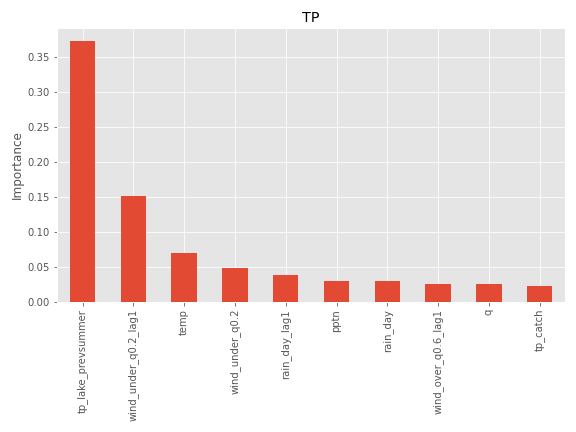 TP
Importance
0.35
0.30
0.25
0.20
0.15
0.10
0.05
0.00
tp_lake_prevsummer
wind_under_q0.2_lag1
temp
wind_under_q0.2
rain_day_lag1
pptn
rain_day
wind_over_q0.6_lag1
q
tp_catch